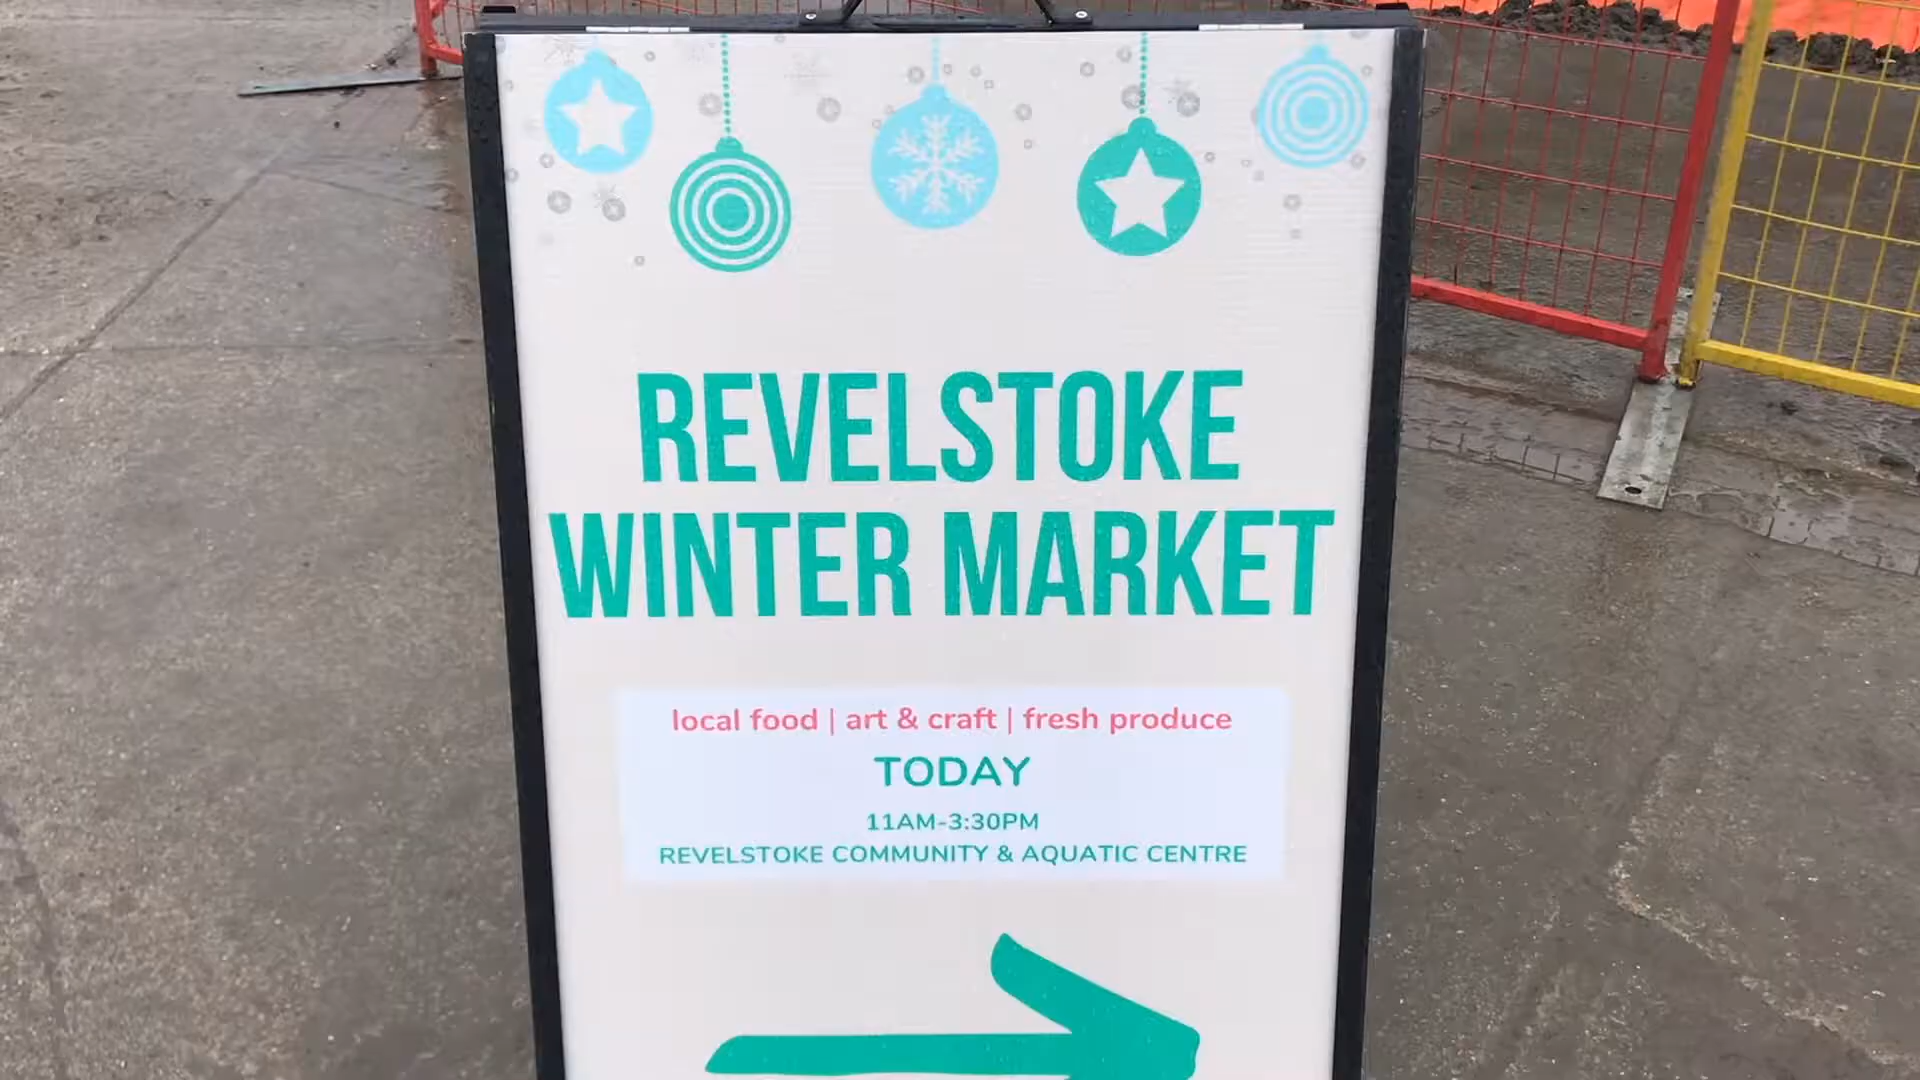 REVELSTOKE
WINTER MARKET
local food | art & craft | fresh produce
TODAY
11AM-3:30PM
REVELSTOKE COMMUNITY & AQUATIC CENTRE